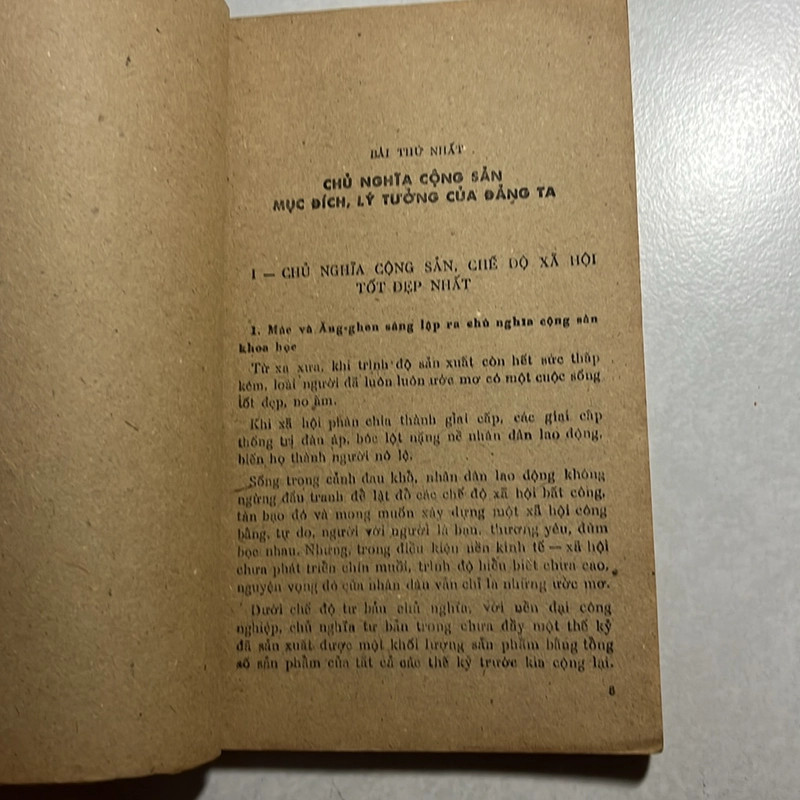 BÀI THỨ NHẤT
CHỦ NGHĨA CỘNG SẢN
MỤC ĐÍCH, LÝ TƯỞNG CỦA ĐẢNG TA
I — CHỦ NGHĨA CỘNG SẢN, CHẾ ĐỘ XÃ HỘI
TỐT ĐẸP NHẤT
1. Mác và Ăng-ghen sáng lập ra chủ nghĩa cộng sản
khoa học
Từ xa xưa, khi trình độ sản xuất còn hết sức thấp
kém, loài người đã luôn luôn ước mơ có một cuộc sống
tốt đẹp, no ấm.
Khi xã hội phân chia thành giai cấp, các giai cấp
thống trị đàn áp, bóc lột nặng nề nhân dân lao động,
biến họ thành người nô lệ.
Sống trong cảnh đau khổ, nhân dân lao động không
ngừng đấu tranh để lật đổ các chế độ xã hội bất công,
tàn bạo đó và mong muốn xây dựng một xã hội công
bằng, tự do, người với người là bạn, thương yêu, đùm
bọc nhau. Nhưng, trong điều kiện nền kinh tế — xã hội
chưa phát triển chín muồi, trình độ hiểu biết chưa cao,
nguyện vọng đó của nhân dân vẫn chỉ là những ước mơ.
Dưới chế độ tư bản chủ nghĩa, với nền đại công
nghiệp, chủ nghĩa tư bản trong chưa đầy một thế kỷ
đã sản xuất được một khối lượng sản phẩm bằng tổng
số sản phẩm của tất cả các thế kỷ trước kia cộng lại.